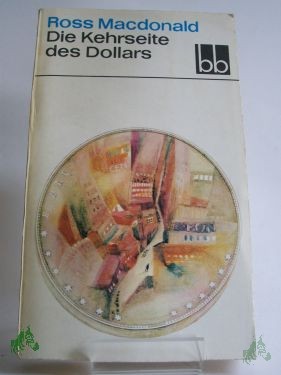 Ross Macdonald
Die Kehrseite
des Dollars
bb